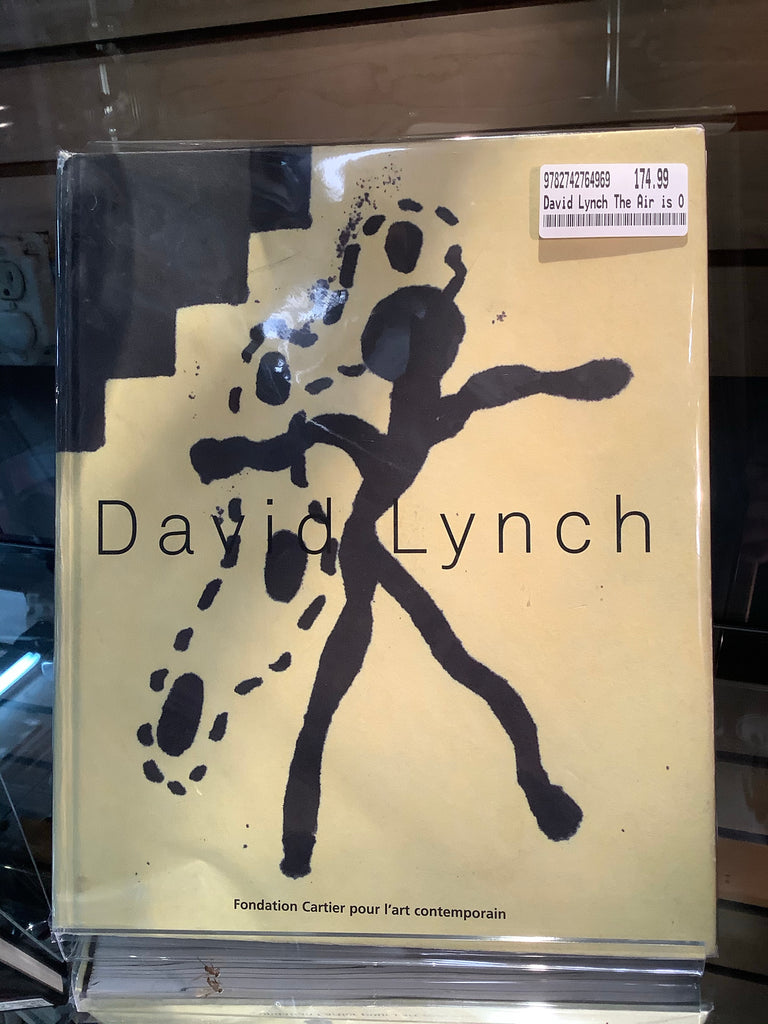 9782742764969 174.99
David Lynch The Air is O
David Lynch
Fondation Cartier pour l'art contemporain